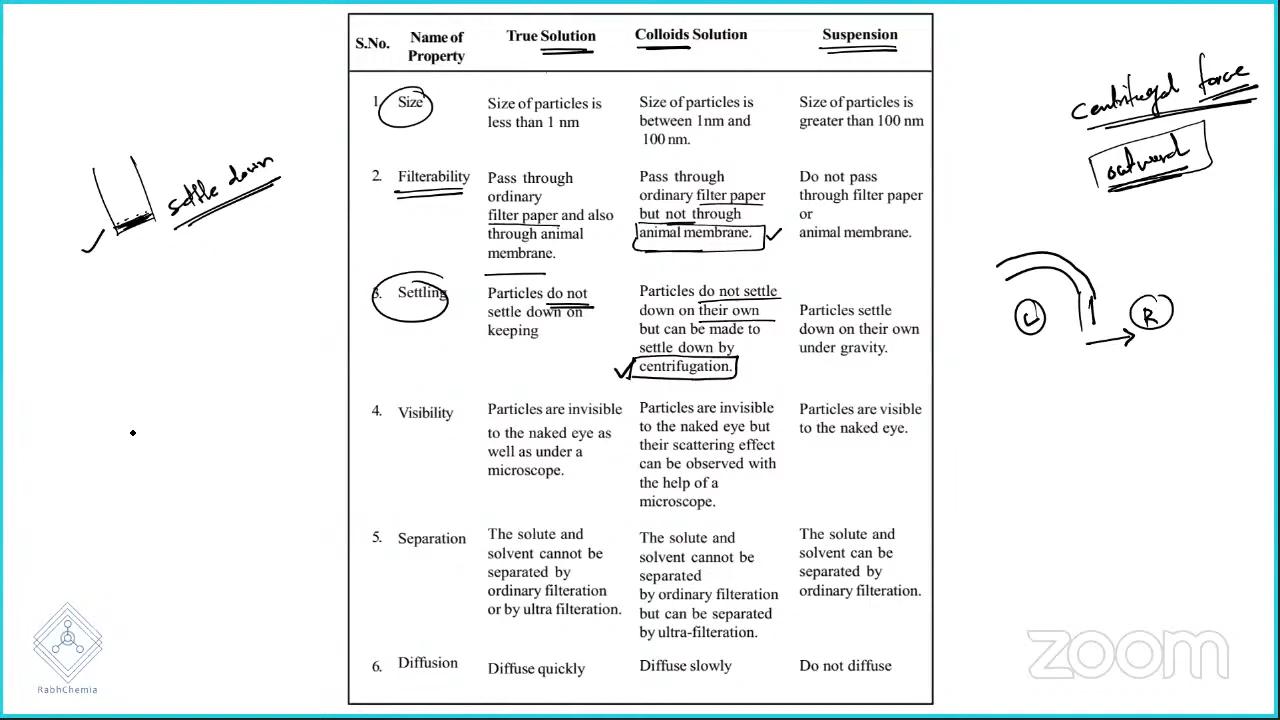 S.No.
Name of
Property
True Solution
Colloids Solution
Suspension
1
Size
Size of particles is
less than 1 nm
Size of particles is
between 1nm and
100 nm.
Size of particles is
greater than 100 nm
2.
Filterability
Pass through
ordinary
filter paper and also
through animal
membrane.
Pass through
ordinary filter paper
but not through
animal membrane.
Do not pass
through filter paper
or
animal membrane.
3.
Settling
Particles do not
settle down on
keeping
Particles do not settle
down on their own
but can be made to
settle down by
centrifugation.
Particles settle
down on their own
under gravity.
4.
Visibility
Particles are invisible
to the naked eye as
well as under a
microscope.
Particles are invisible
to the naked eye but
their scattering effect
can be observed with
the help of a
microscope.
Particles are visible
to the naked eye.
5.
Separation
The solute and
solvent cannot be
separated by
ordinary filteration
or by ultra filteration.
The solute and
solvent cannot be
separated
by ordinary filteration
but can be separated
by ultra-filteration.
The solute and
solvent can be
separated by
ordinary filteration.
6.
Diffusion
Diffuse quickly
Diffuse slowly
Do not diffuse
settle down
centrifugal force
outward
L
R
RabhChemia
zoom